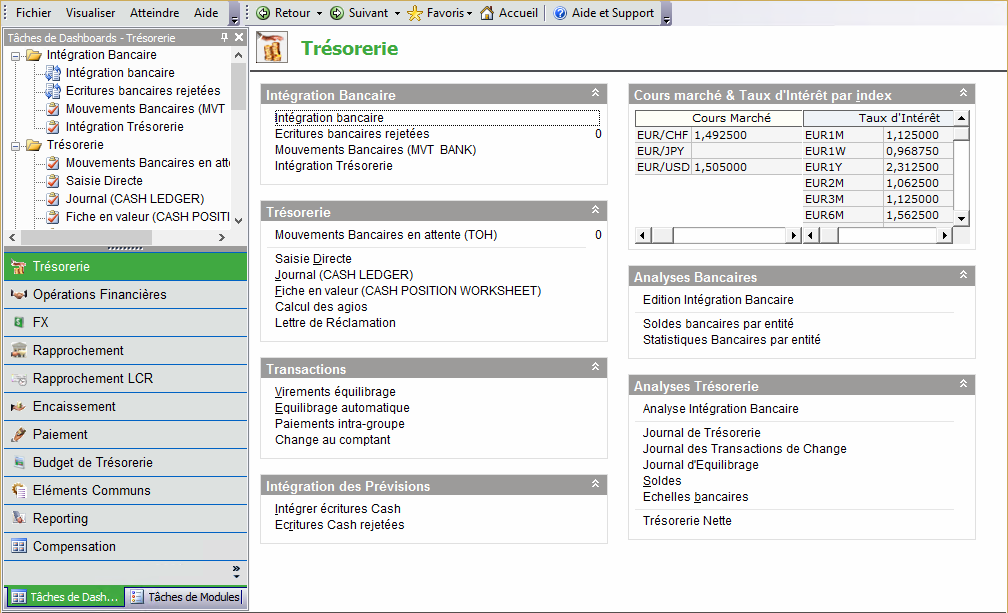 Fichier Visualiser Atteindre Aide Retour Suivant Favoris Accueil Aide et Support
Tâches de Dashboards - Trésorerie
Intégration Bancaire
Intégration bancaire
Ecritures bancaires rejetées
Mouvements Bancaires (MVT
Intégration Trésorerie
Trésorerie
Mouvements Bancaires en att
Saisie Directe
Journal (CASH LEDGER)
Fiche en valeur (CASH POSITI
Trésorerie
Opérations Financières
FX
Rapprochement
Rapprochement LCR
Encaissement
Paiement
Budget de Trésorerie
Eléments Communs
Reporting
Compensation
Tâches de Dash... Tâches de Modules
Trésorerie
Intégration Bancaire
Intégration bancaire
Ecritures bancaires rejetées 0
Mouvements Bancaires (MVT BANK)
Intégration Trésorerie
Trésorerie
Mouvements Bancaires en attente (TOH) 0
Saisie Directe
Journal (CASH LEDGER)
Fiche en valeur (CASH POSITION WORKSHEET)
Calcul des agios
Lettre de Réclamation
Transactions
Virements équilibrage
Equilibrage automatique
Paiements intra-groupe
Change au comptant
Intégration des Prévisions
Intégrer écritures Cash
Ecritures Cash rejetées
Cours marché & Taux d'Intérêt par index
Cours Marché Taux d'Intérêt
EUR/CHF 1,492500 EUR1M 1,125000
EUR/JPY EUR1W 0,968750
EUR/USD 1,505000 EUR1Y 2,312500
EUR2M 1,062500
EUR3M 1,125000
EUR6M 1,562500
Analyses Bancaires
Edition Intégration Bancaire
Soldes bancaires par entité
Statistiques Bancaires par entité
Analyses Trésorerie
Analyse Intégration Bancaire
Journal de Trésorerie
Journal des Transactions de Change
Journal d'Equilibrage
Soldes
Echelles bancaires
Trésorerie Nette